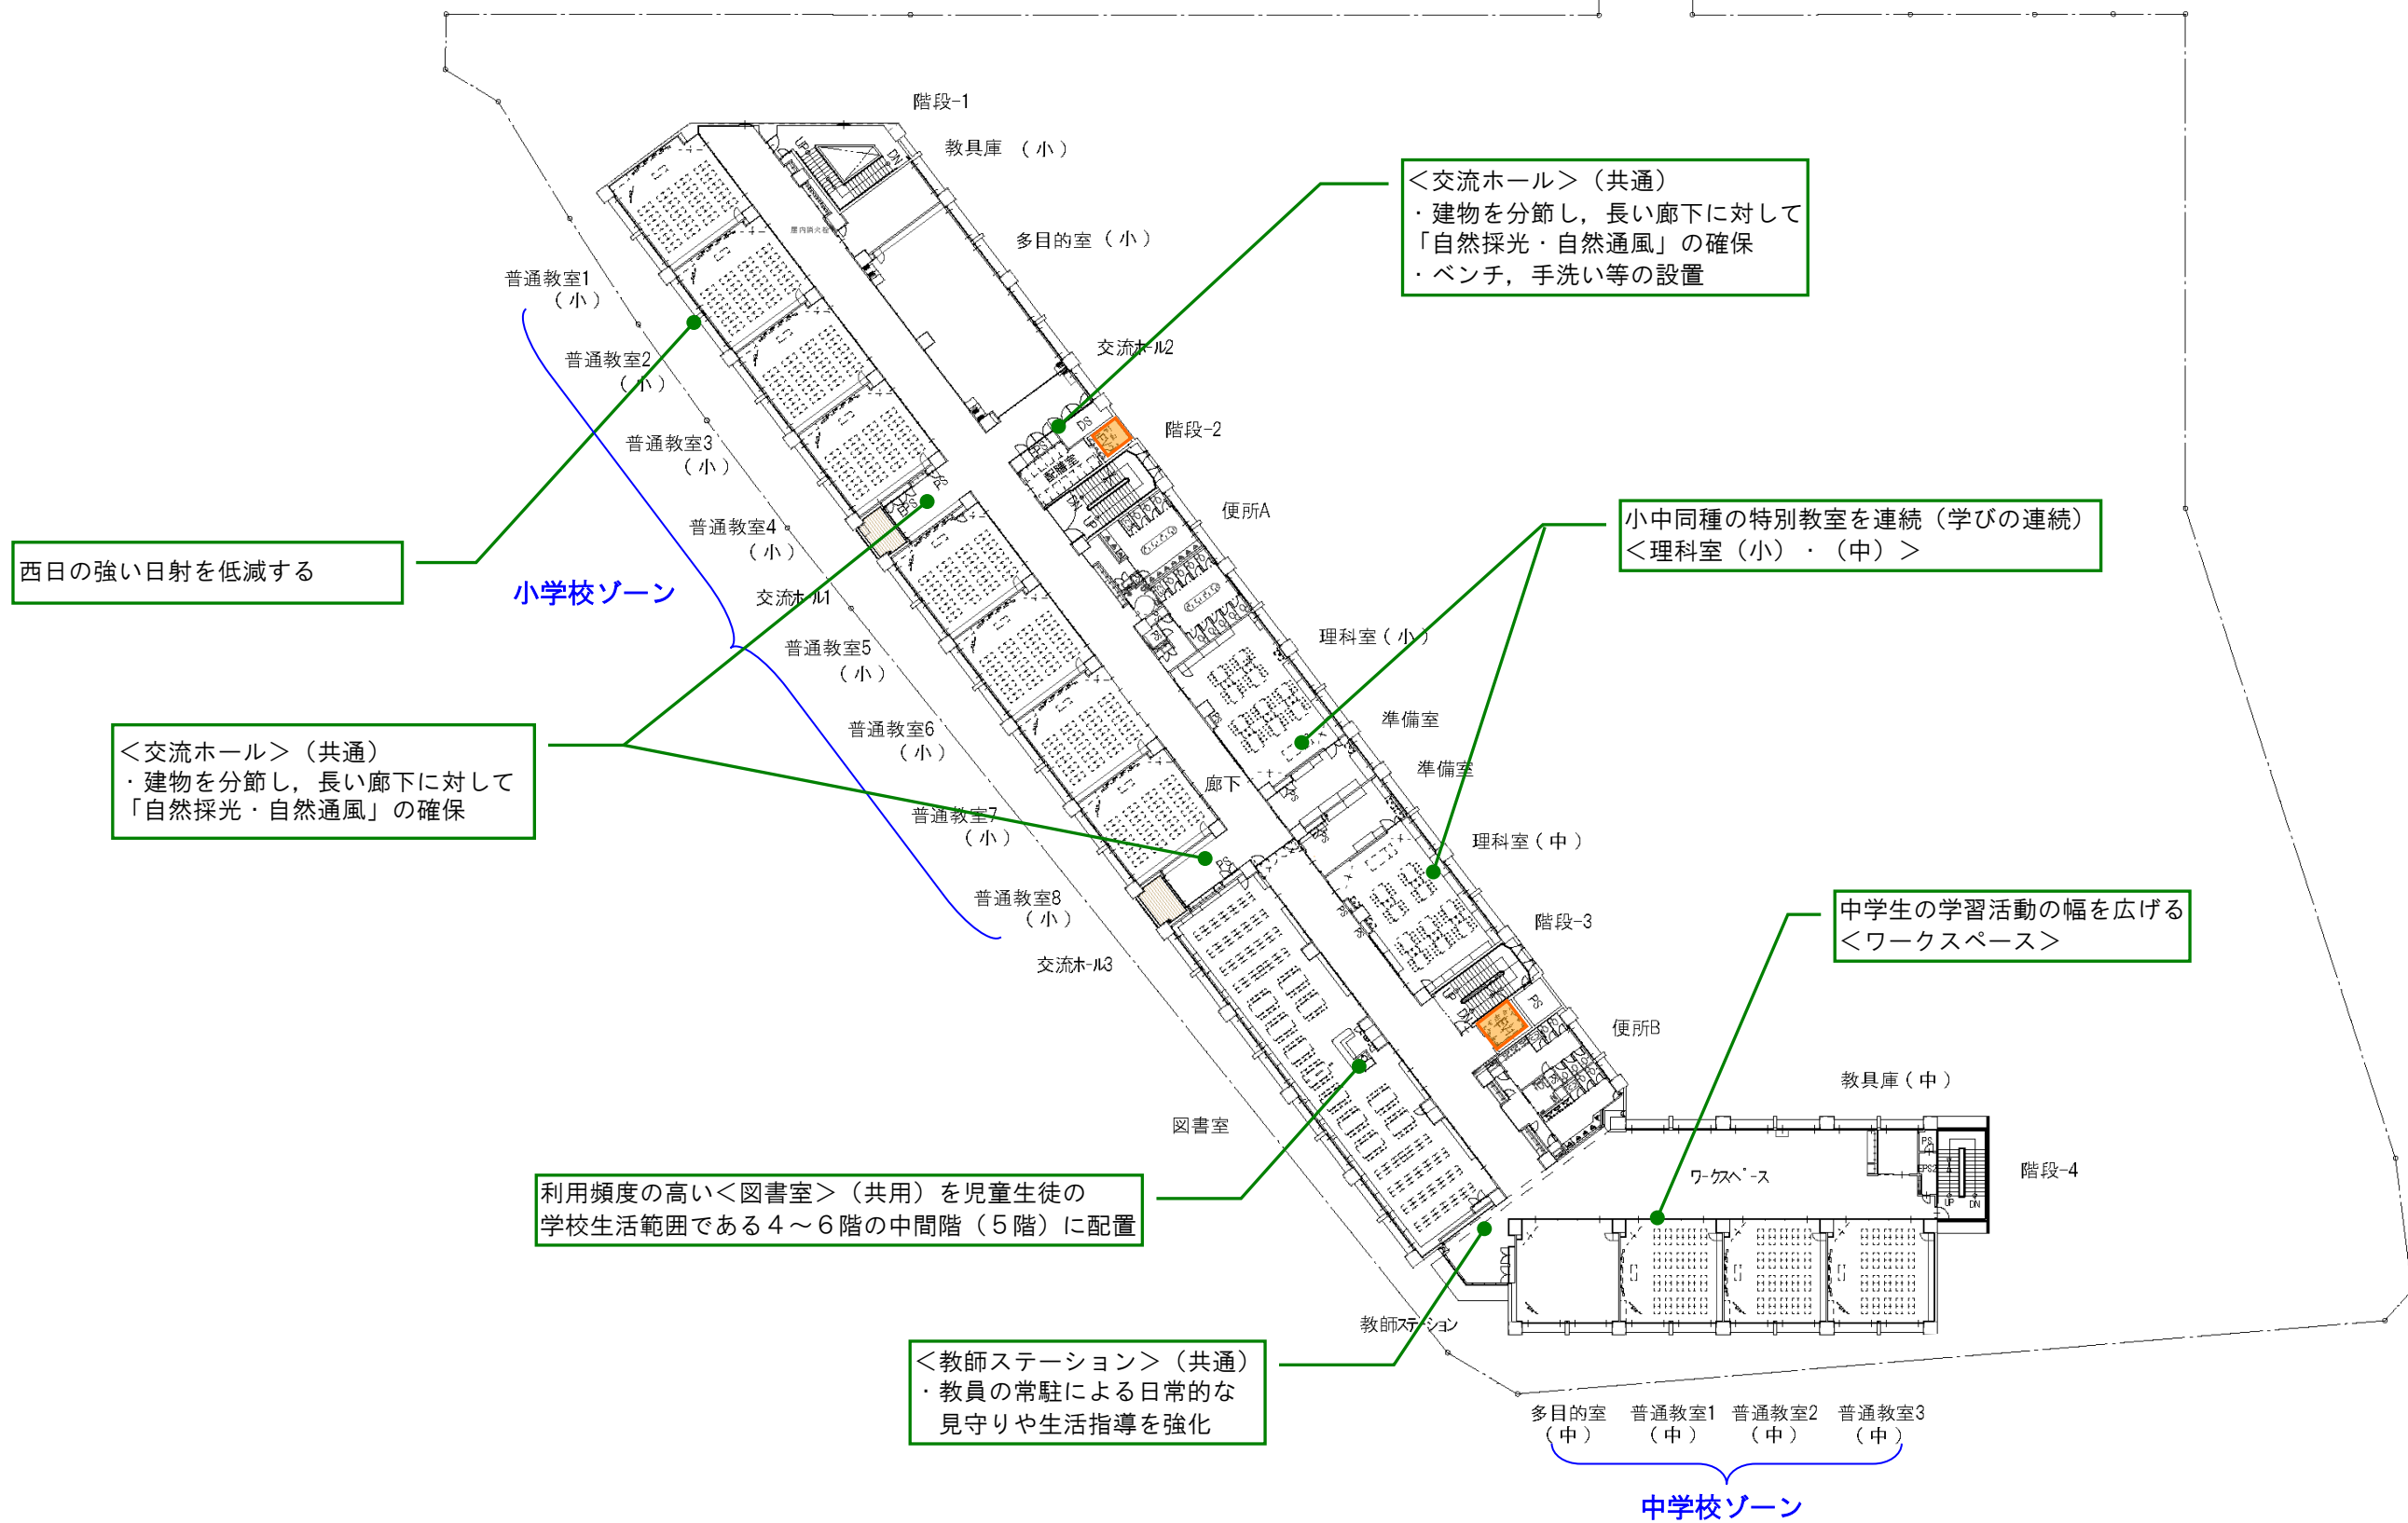 階段-1
教具庫 （小）
UP
DN
＜交流ホール＞（共通）
・建物を分節し，長い廊下に対して
「自然採光・自然通風」の確保
・ベンチ，手洗い等の設置
多目的室（小）
普通教室1
（小）
交流ホール2
普通教室2
（小）
DS
PS
階段-2
普通教室3
（小）
配膳室
PS
EPS
便所A
小中同種の特別教室を連続（学びの連続）
＜理科室（小）・（中）＞
普通教室4
（小）
西日の強い日射を低減する
小学校ゾーン
交流ホール1
理科室（小）
普通教室5
（小）
準備室
普通教室6
（小）
＜交流ホール＞（共通）
・建物を分節し，長い廊下に対して
「自然採光・自然通風」の確保
準備室
廊下
PS
普通教室7
（小）
理科室（中）
PS
普通教室8
（小）
階段-3
中学生の学習活動の幅を広げる
＜ワークスペース＞
交流ホール3
UP
DN
PS
便所B
教具庫（中）
図書室
PS
EPS2
ワークスペース
階段-4
UP
DN
利用頻度の高い＜図書室＞（共用）を児童生徒の
学校生活範囲である４～６階の中間階（５階）に配置
教師ステーション
＜教師ステーション＞（共通）
・教員の常駐による日常的な
見守りや生活指導を強化
多目的室
（中）
普通教室1
（中）
普通教室2
（中）
普通教室3
（中）
中学校ゾーン